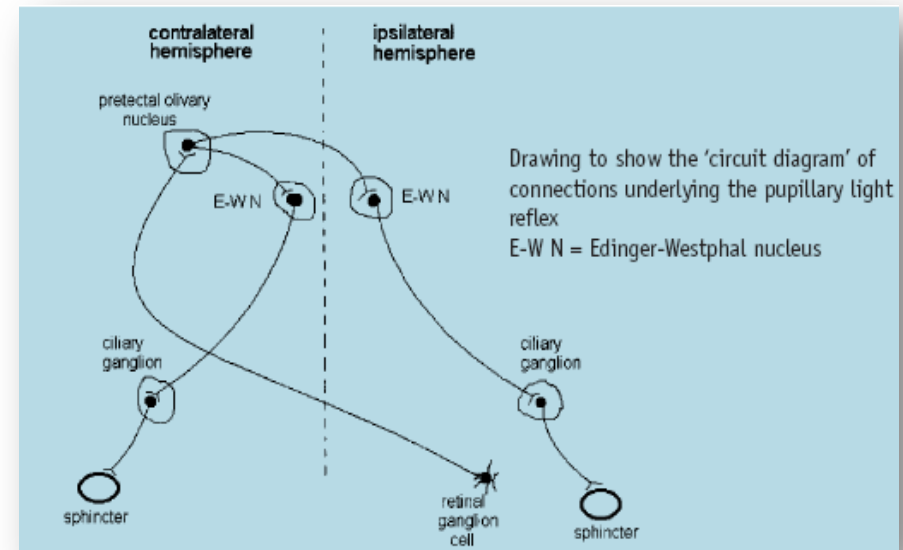 contralateral
hemisphere
ipsilateral
hemisphere
pretectal olivary
nucleus
E-W N
E-W N
Drawing to show the 'circuit diagram' of
connections underlying the pupillary light
reflex
E-W N = Edinger-Westphal nucleus
ciliary
ganglion
ciliary
ganglion
sphincter
retinal
ganglion
cell
sphincter